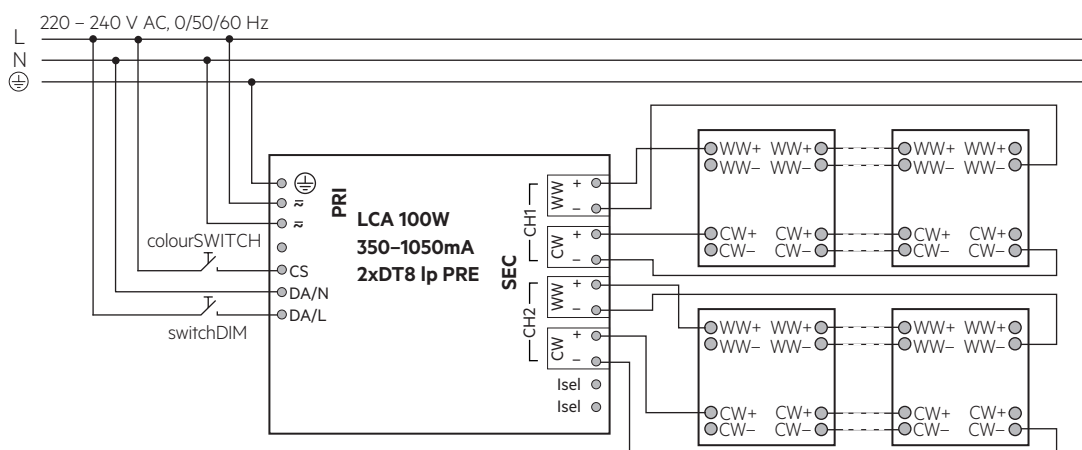 220 – 240 V AC, 0/50/60 Hz
L
N
PRI
LCA 100W
350–1050mA
2xDT8 lp PRE
SEC
colourSWITCH
CS
DA/N
DA/L
switchDIM
CH1
WW + –
CW + –
CH2
WW + –
CW + –
Isel
Isel
WW+ WW+ WW+ WW+
WW– WW– WW– WW–
CW+ CW+ CW+ CW+
CW– CW– CW– CW–
WW+ WW+ WW+ WW+
WW– WW– WW– WW–
CW+ CW+ CW+ CW+
CW– CW– CW– CW–